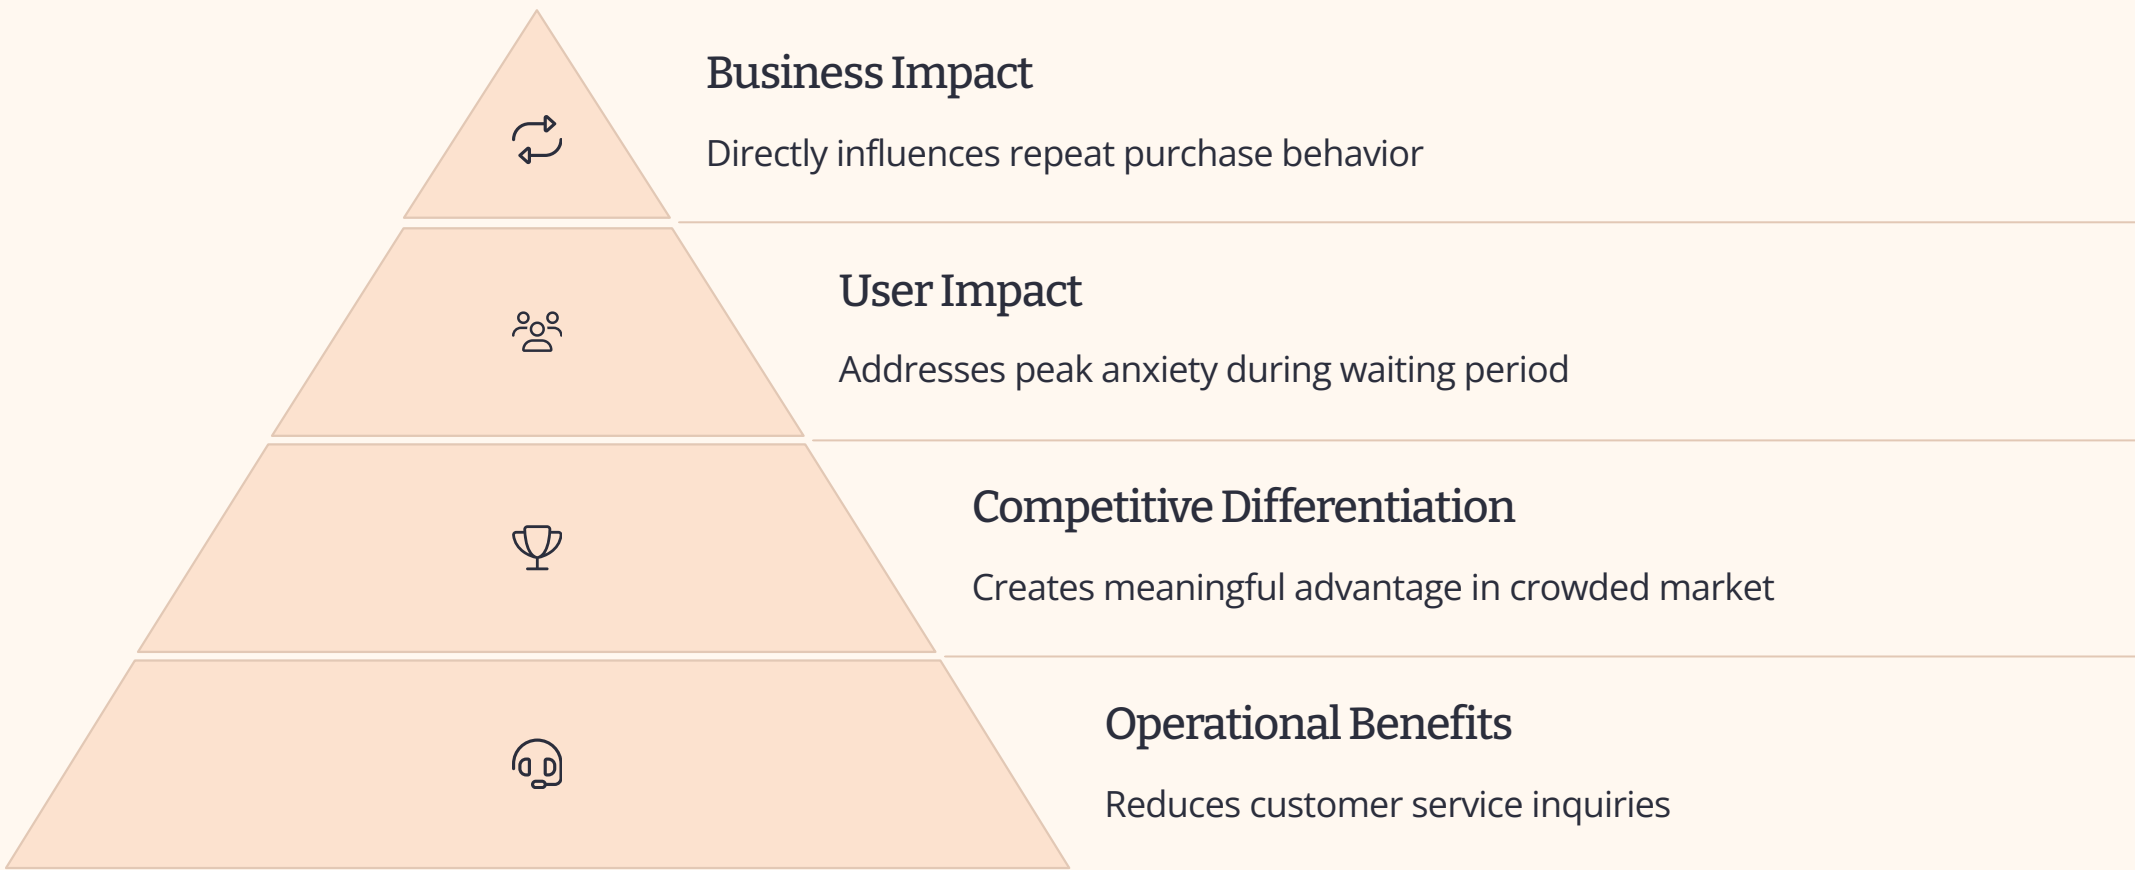 Business Impact
Directly influences repeat purchase behavior
User Impact
Addresses peak anxiety during waiting period
Competitive Differentiation
Creates meaningful advantage in crowded market
Operational Benefits
Reduces customer service inquiries